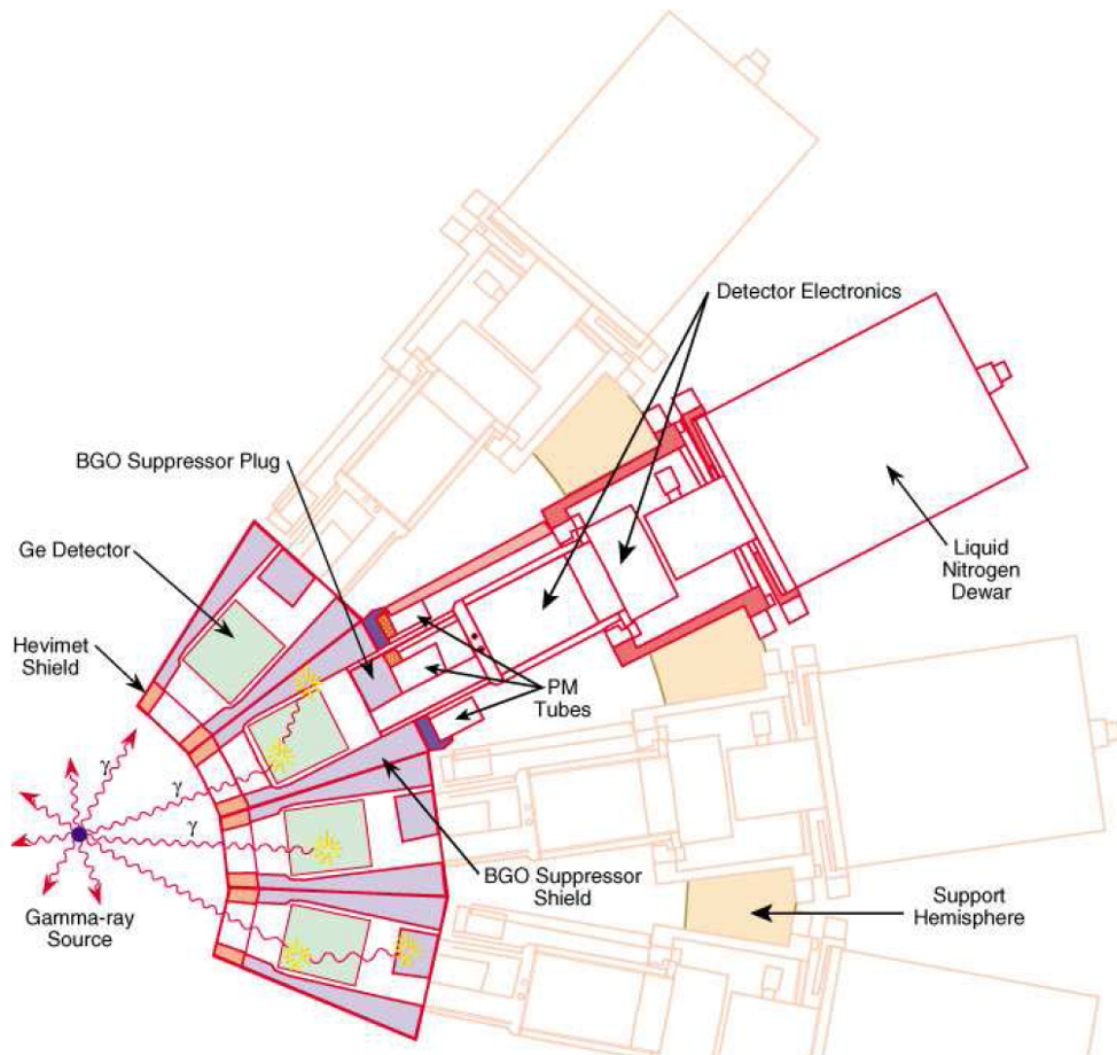 Detector Electronics
BGO Suppressor Plug
Ge Detector
Liquid
Nitrogen
Dewar
Hevimet
Shield
PM
Tubes
γ
γ
γ
BGO Suppressor
Shield
Gamma-ray
Source
Support
Hemisphere